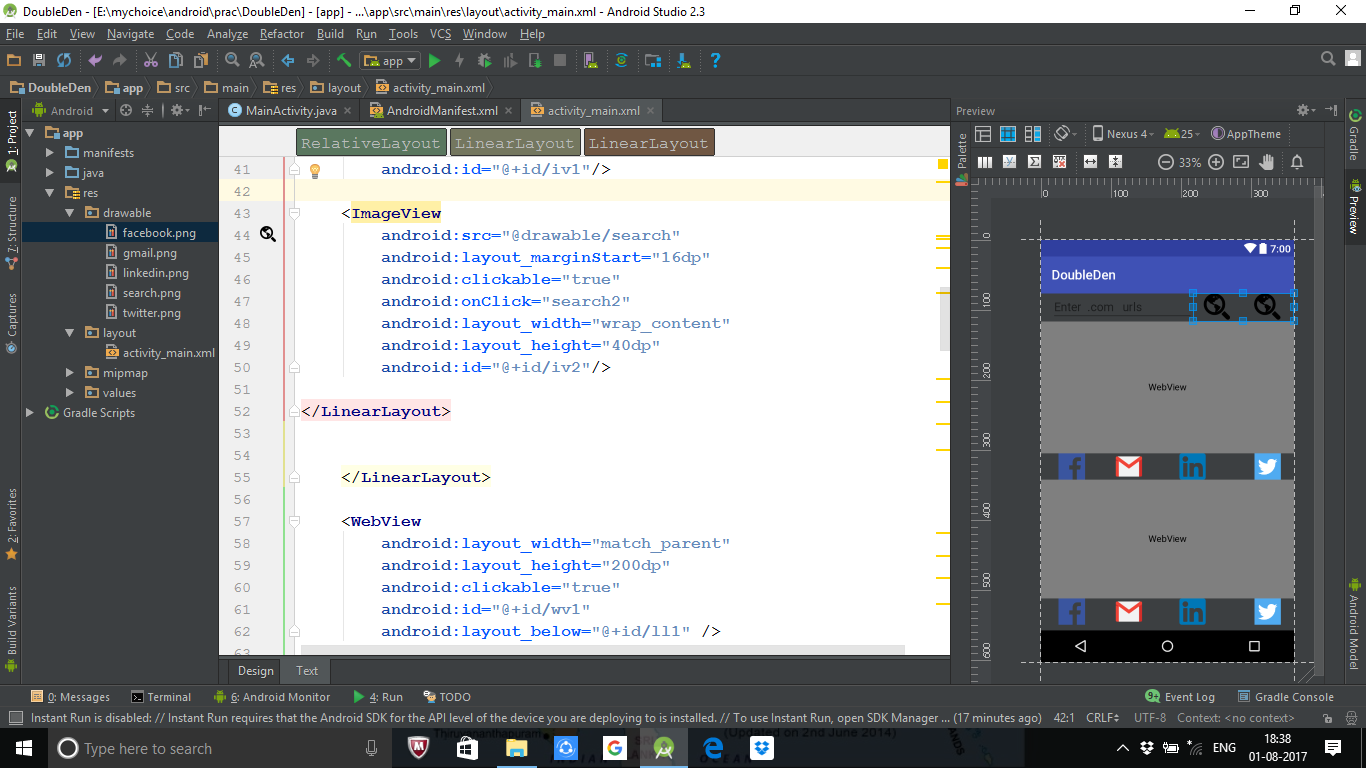 DoubleDen - [E:\mychoice\android\prac\DoubleDen] - [app] - ...\app\src\main\res\layout\activity_main.xml - Android Studio 2.3
File Edit View Navigate Code Analyze Refactor Build Run Tools VCS Window Help
app
DoubleDen app src main res layout activity_main.xml
Android
MainActivity.java AndroidManifest.xml activity_main.xml
Preview
1: Project
7: Structure
Captures
2: Favorites
Build Variants
app
manifests
java
res
drawable
facebook.png
gmail.png
linkedin.png
search.png
twitter.png
layout
activity_main.xml
mipmap
values
Gradle Scripts
RelativeLayout LinearLayout LinearLayout
41 android:id="@+id/iv1"/>
42
43 <ImageView
44 android:src="@drawable/search"
45 android:layout_marginStart="16dp"
46 android:clickable="true"
47 android:onClick="search2"
48 android:layout_width="wrap_content"
49 android:layout_height="40dp"
50 android:id="@+id/iv2"/>
51
52 </LinearLayout>
53
54
55 </LinearLayout>
56
57 <WebView
58 android:layout_width="match_parent"
59 android:layout_height="200dp"
60 android:clickable="true"
61 android:id="@+id/wv1"
62 android:layout_below="@+id/ll1" />
63
Design Text
Palette
Nexus 4 25 AppTheme
33%
0 100 200 300
0
100
200
300
400
500
600
7:00
DoubleDen
Enter .com urls
WebView
f in
WebView
f in
Gradle
Preview
Android Model
0: Messages Terminal 6: Android Monitor 4: Run TODO 9+ Event Log Gradle Console
Instant Run is disabled: // Instant Run requires that the Android SDK for the API level of the device you are deploying to is installed. // To use Instant Run, open SDK Manager ... (17 minutes ago) 42:1 CRLF UTF-8 Context: <no context>
Type here to search
Thiruvananthapuram
(Updated on 2nd June 2014)
ENG
18:38
01-08-2017